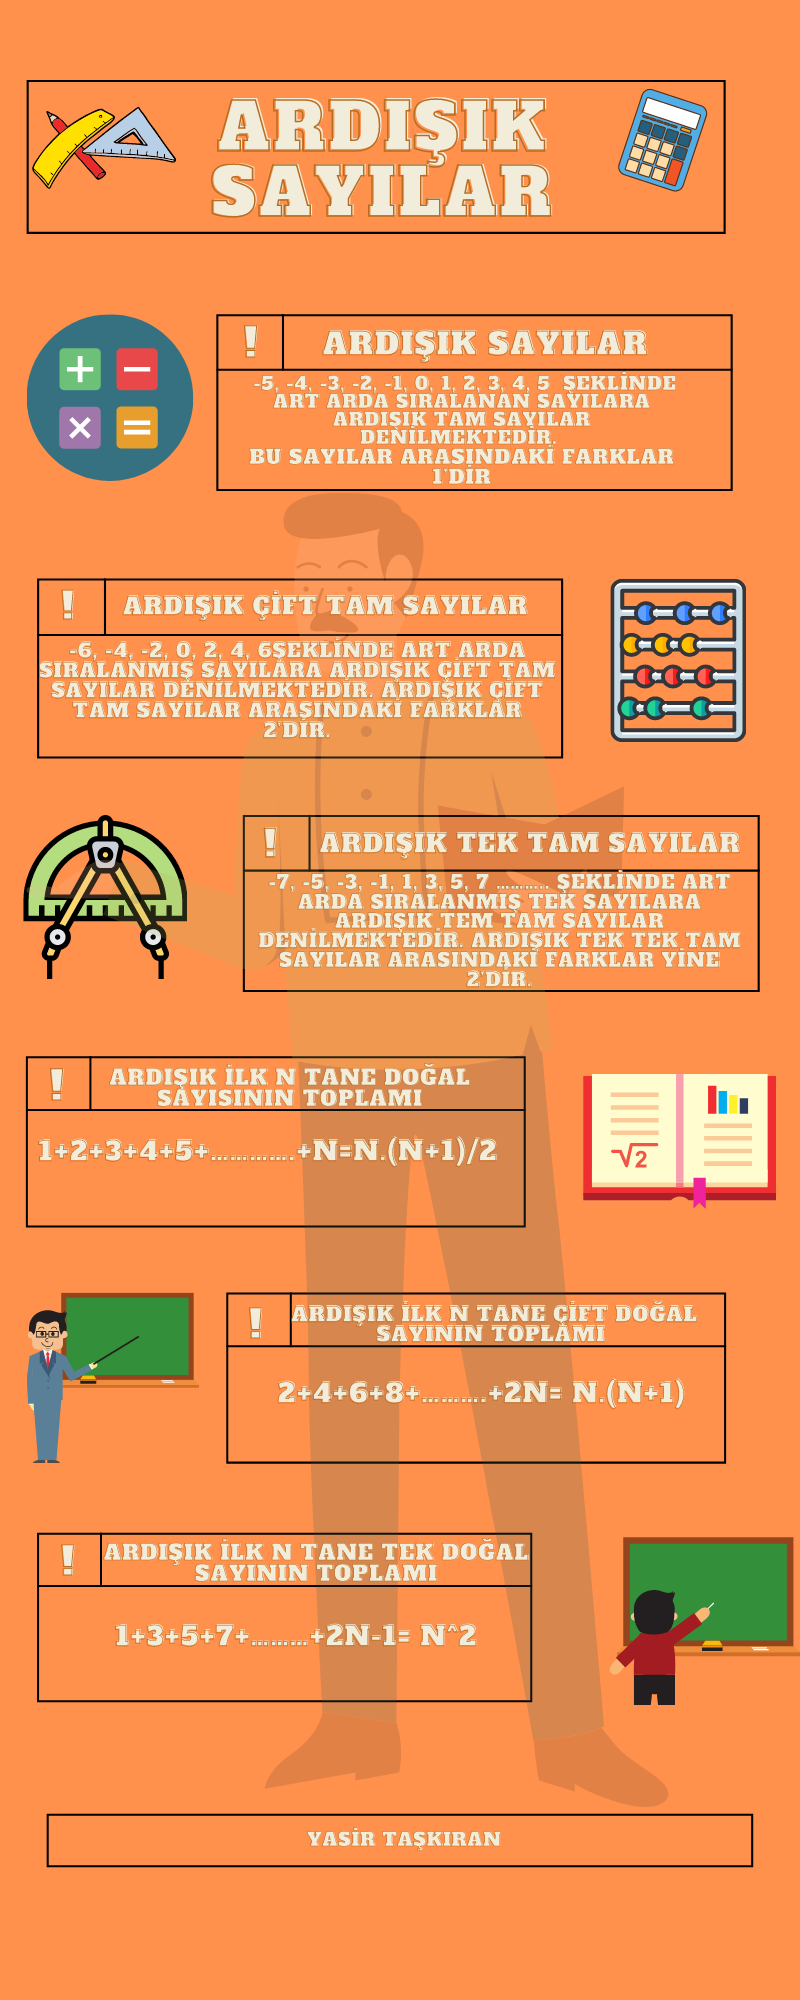 ARDIŞIK
SAYILAR
!
ARDIŞIK SAYILAR
-5, -4, -3, -2, -1, 0, 1, 2, 3, 4, 5 ŞEKLİNDE
ART ARDA SIRALANAN SAYILARA
ARDIŞIK TAM SAYILAR
DENİLMEKTEDİR.
BU SAYILAR ARASINDAKİ FARKLAR
1'DİR
!
ARDIŞIK ÇİFT TAM SAYILAR
-6, -4, -2, 0, 2, 4, 6ŞEKLİNDE ART ARDA
SIRALANMIŞ SAYILARA ARDIŞIK ÇİFT TAM
SAYILAR DENİLMEKTEDİR. ARDIŞIK ÇİFT
TAM SAYILAR ARASINDAKİ FARKLAR
2'DİR.
!
ARDIŞIK TEK TAM SAYILAR
-7, -5, -3, -1, 1, 3, 5, 7 .......... ŞEKLİNDE ART
ARDA SIRALANMIŞ TEK SAYILARA
ARDIŞIK TEM TAM SAYILAR
DENİLMEKTEDİR. ARDIŞIK TEK TEK TAM
SAYILAR ARASINDAKİ FARKLAR YİNE
2'DİR.
!
ARDIŞIK İLK N TANE DOĞAL
SAYISININ TOPLAMI
1+2+3+4+5+............+N=N.(N+1)/2
√2
!
ARDIŞIK İLK N TANE ÇİFT DOĞAL
SAYININ TOPLAMI
2+4+6+8+..........+2N= N.(N+1)
!
ARDIŞIK İLK N TANE TEK DOĞAL
SAYININ TOPLAMI
1+3+5+7+.........+2N-1= N^2
YASİR TAŞKIRAN